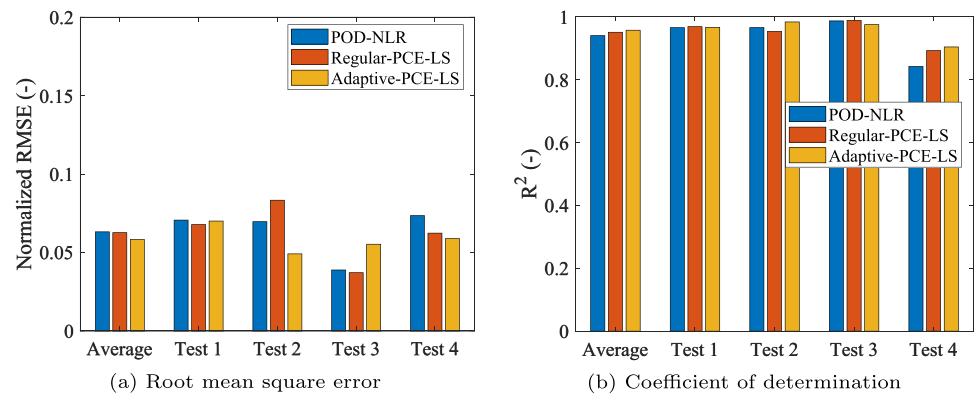 0.2
0.15
0.1
0.05
0
Normalized RMSE (-)
POD-NLR
Regular-PCE-LS
Adaptive-PCE-LS
Average Test 1 Test 2 Test 3 Test 4
(a) Root mean square error
1
0.8
0.6
0.4
0.2
0
R² (-)
POD-NLR
Regular-PCE-LS
Adaptive-PCE-LS
Average Test 1 Test 2 Test 3 Test 4
(b) Coefficient of determination